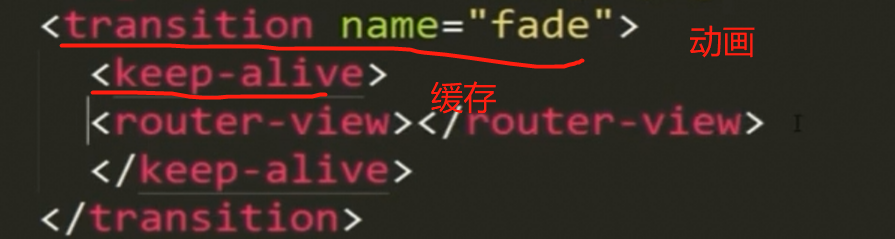 <transition name="fade"> 动画
<keep-alive>
缓存
<router-view></router-view>
</keep-alive>
</transition>